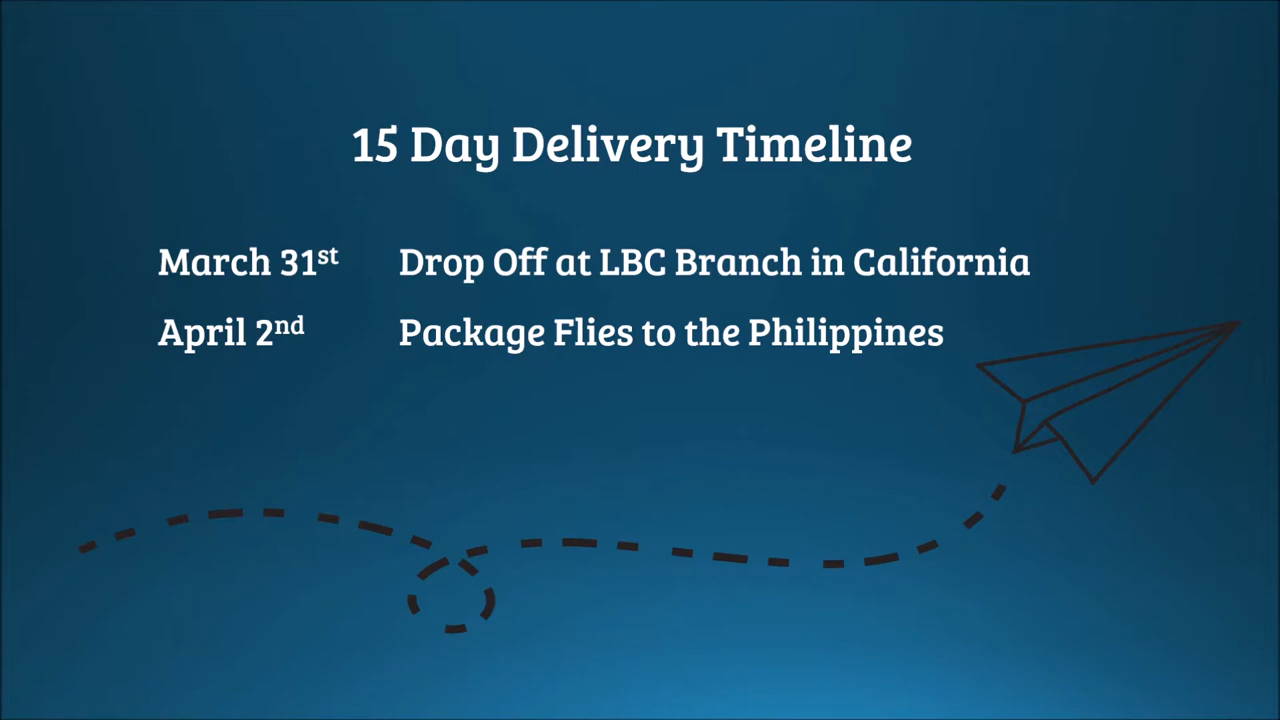 15 Day Delivery Timeline
March 31st Drop Off at LBC Branch in California
April 2nd Package Flies to the Philippines